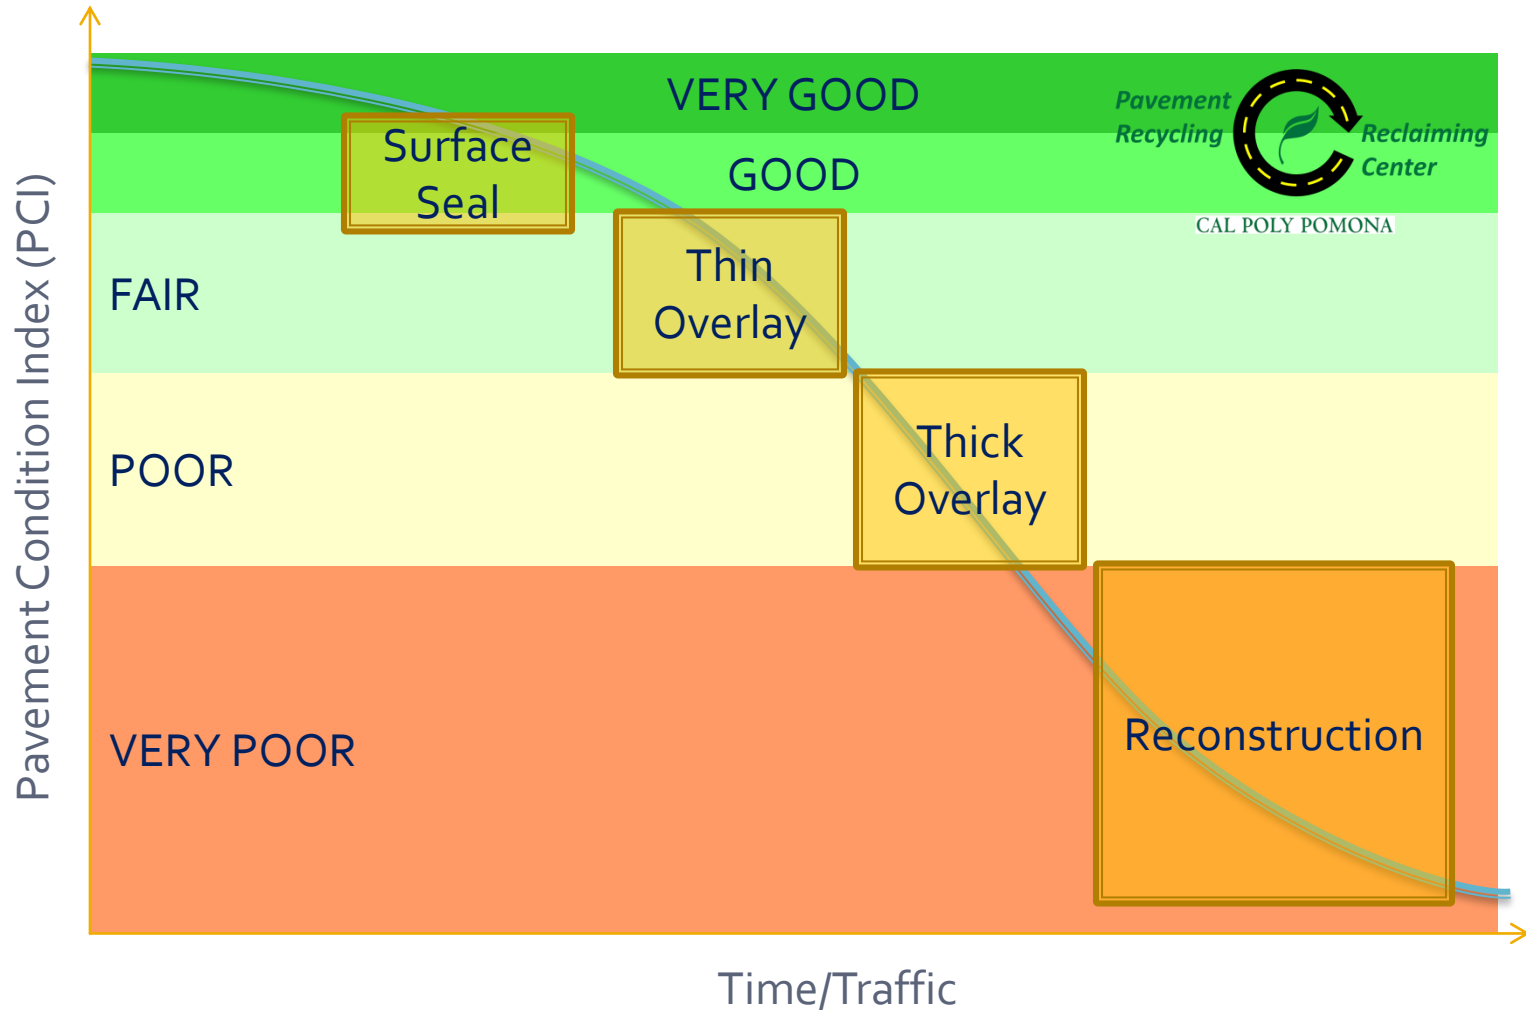 VERY GOOD
Pavement
Recycling
Reclaiming
Center
CAL POLY POMONA
Surface
Seal
GOOD
Thin
Overlay
FAIR
Thick
Overlay
POOR
Reconstruction
VERY POOR
Pavement Condition Index (PCI)
Time/Traffic